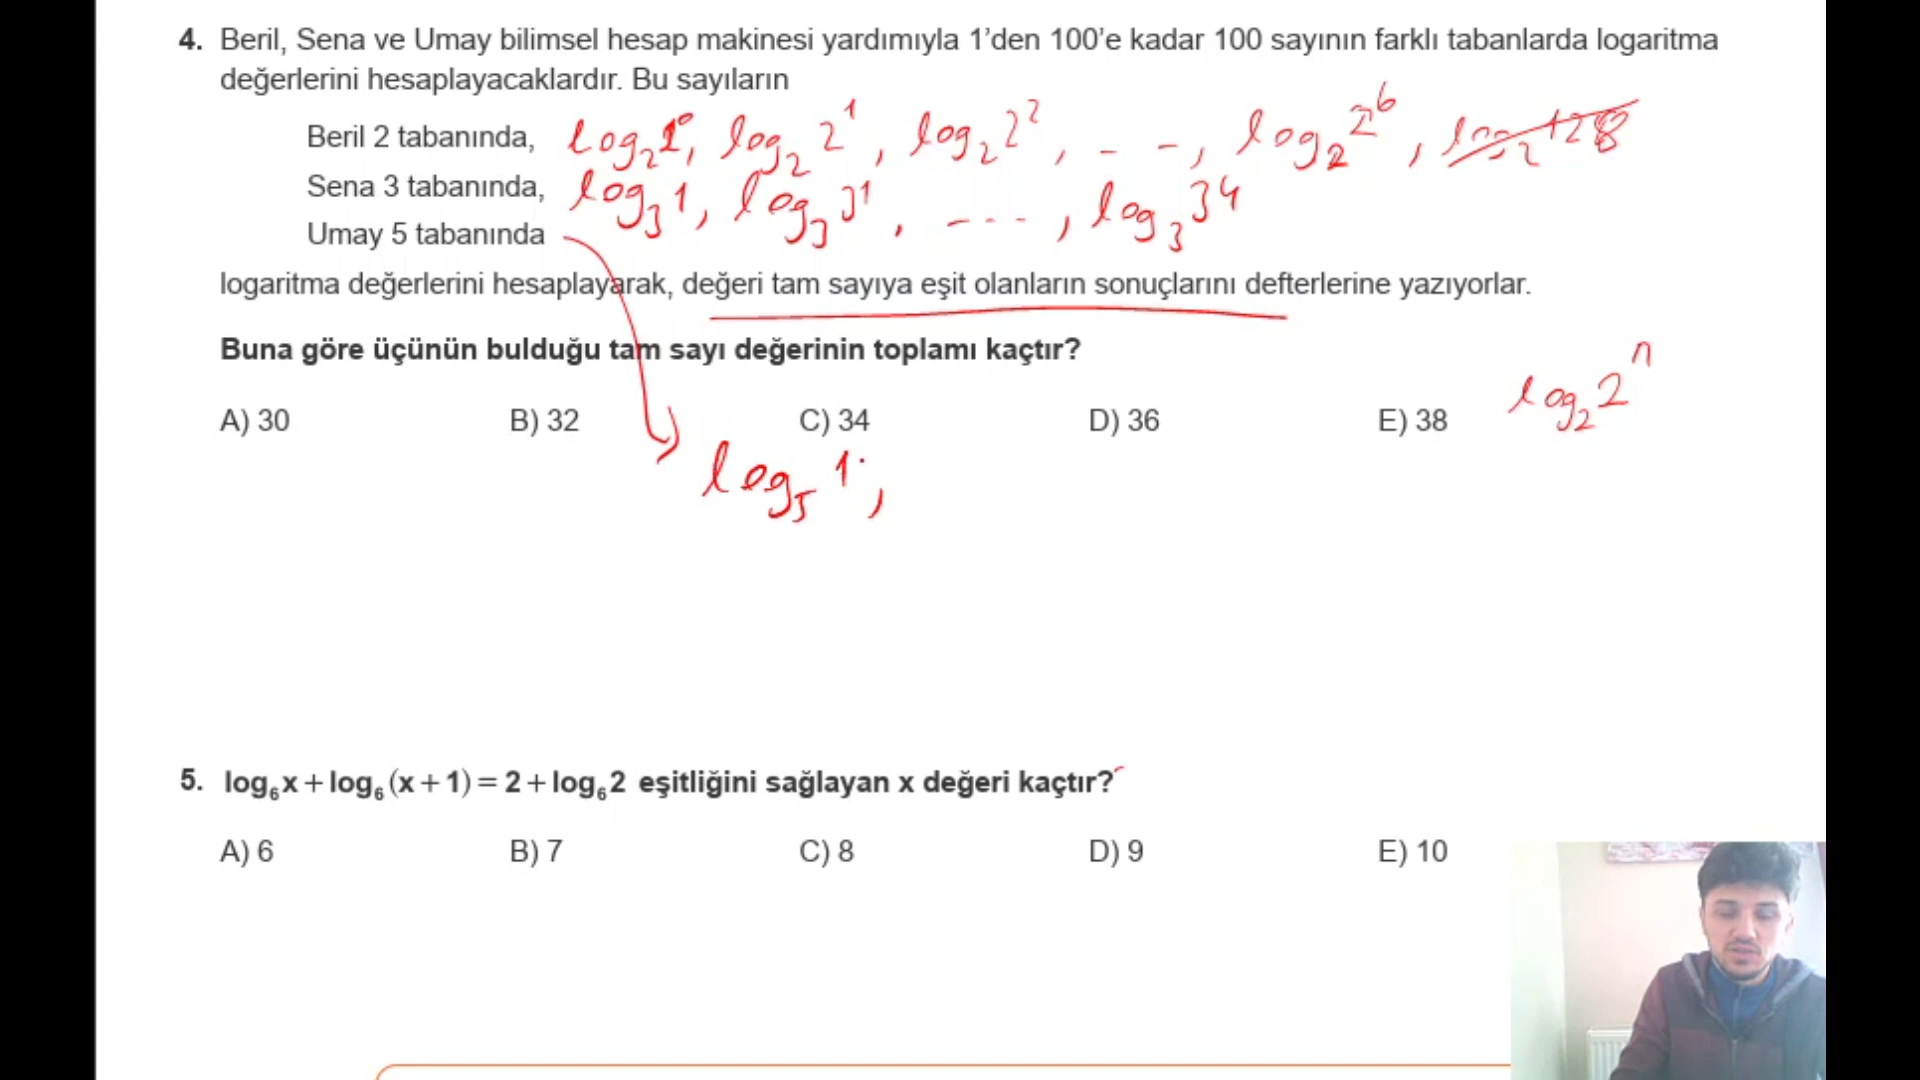 4. Beril, Sena ve Umay bilimsel hesap makinesi yardımıyla 1’den 100’e kadar 100 sayının farklı tabanlarda logaritma
değerlerini hesaplayacaklardır. Bu sayıların
Beril 2 tabanında, log₂2⁰, log₂2¹, log₂2², - -, log₂2⁶, log₂128
Sena 3 tabanında, log₃1, log₃3¹, - - - -, log₃3⁴
Umay 5 tabanında
logaritma değerlerini hesaplayarak, değeri tam sayıya eşit olanların sonuçlarını defterlerine yazıyorlar.
Buna göre üçünün bulduğu tam sayı değerinin toplamı kaçtır?
log₂2ⁿ
A) 30 B) 32 C) 34 D) 36 E) 38
log₅1,
5. log₆x + log₆(x + 1) = 2 + log₆2 eşitliğini sağlayan x değeri kaçtır?
A) 6 B) 7 C) 8 D) 9 E) 10